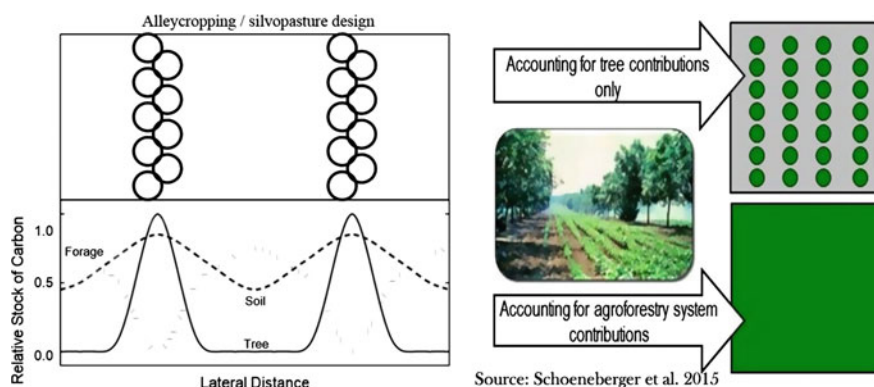 Alleycropping / silvopasture design
Relative Stock of Carbon
1.0
0.5
0.0
Forage
Soil
Tree
Lateral Distance
Accounting for tree contributions
only
Accounting for agroforestry system
contributions
Source: Schoeneberger et al. 2015